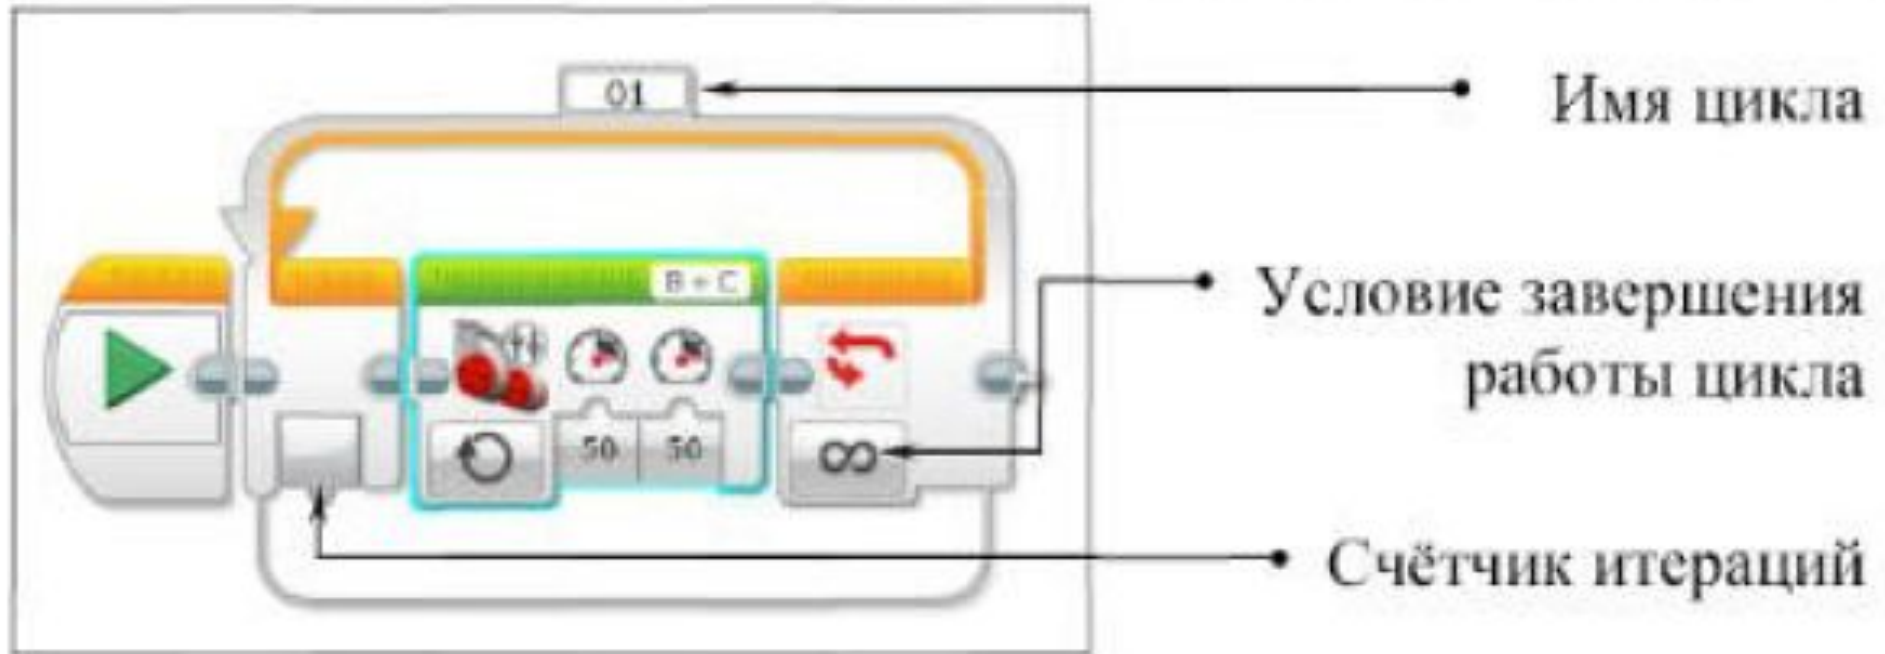 01
Имя цикла
B + C
Условие завершения
работы цикла
50 50 ∞
Счётчик итераций